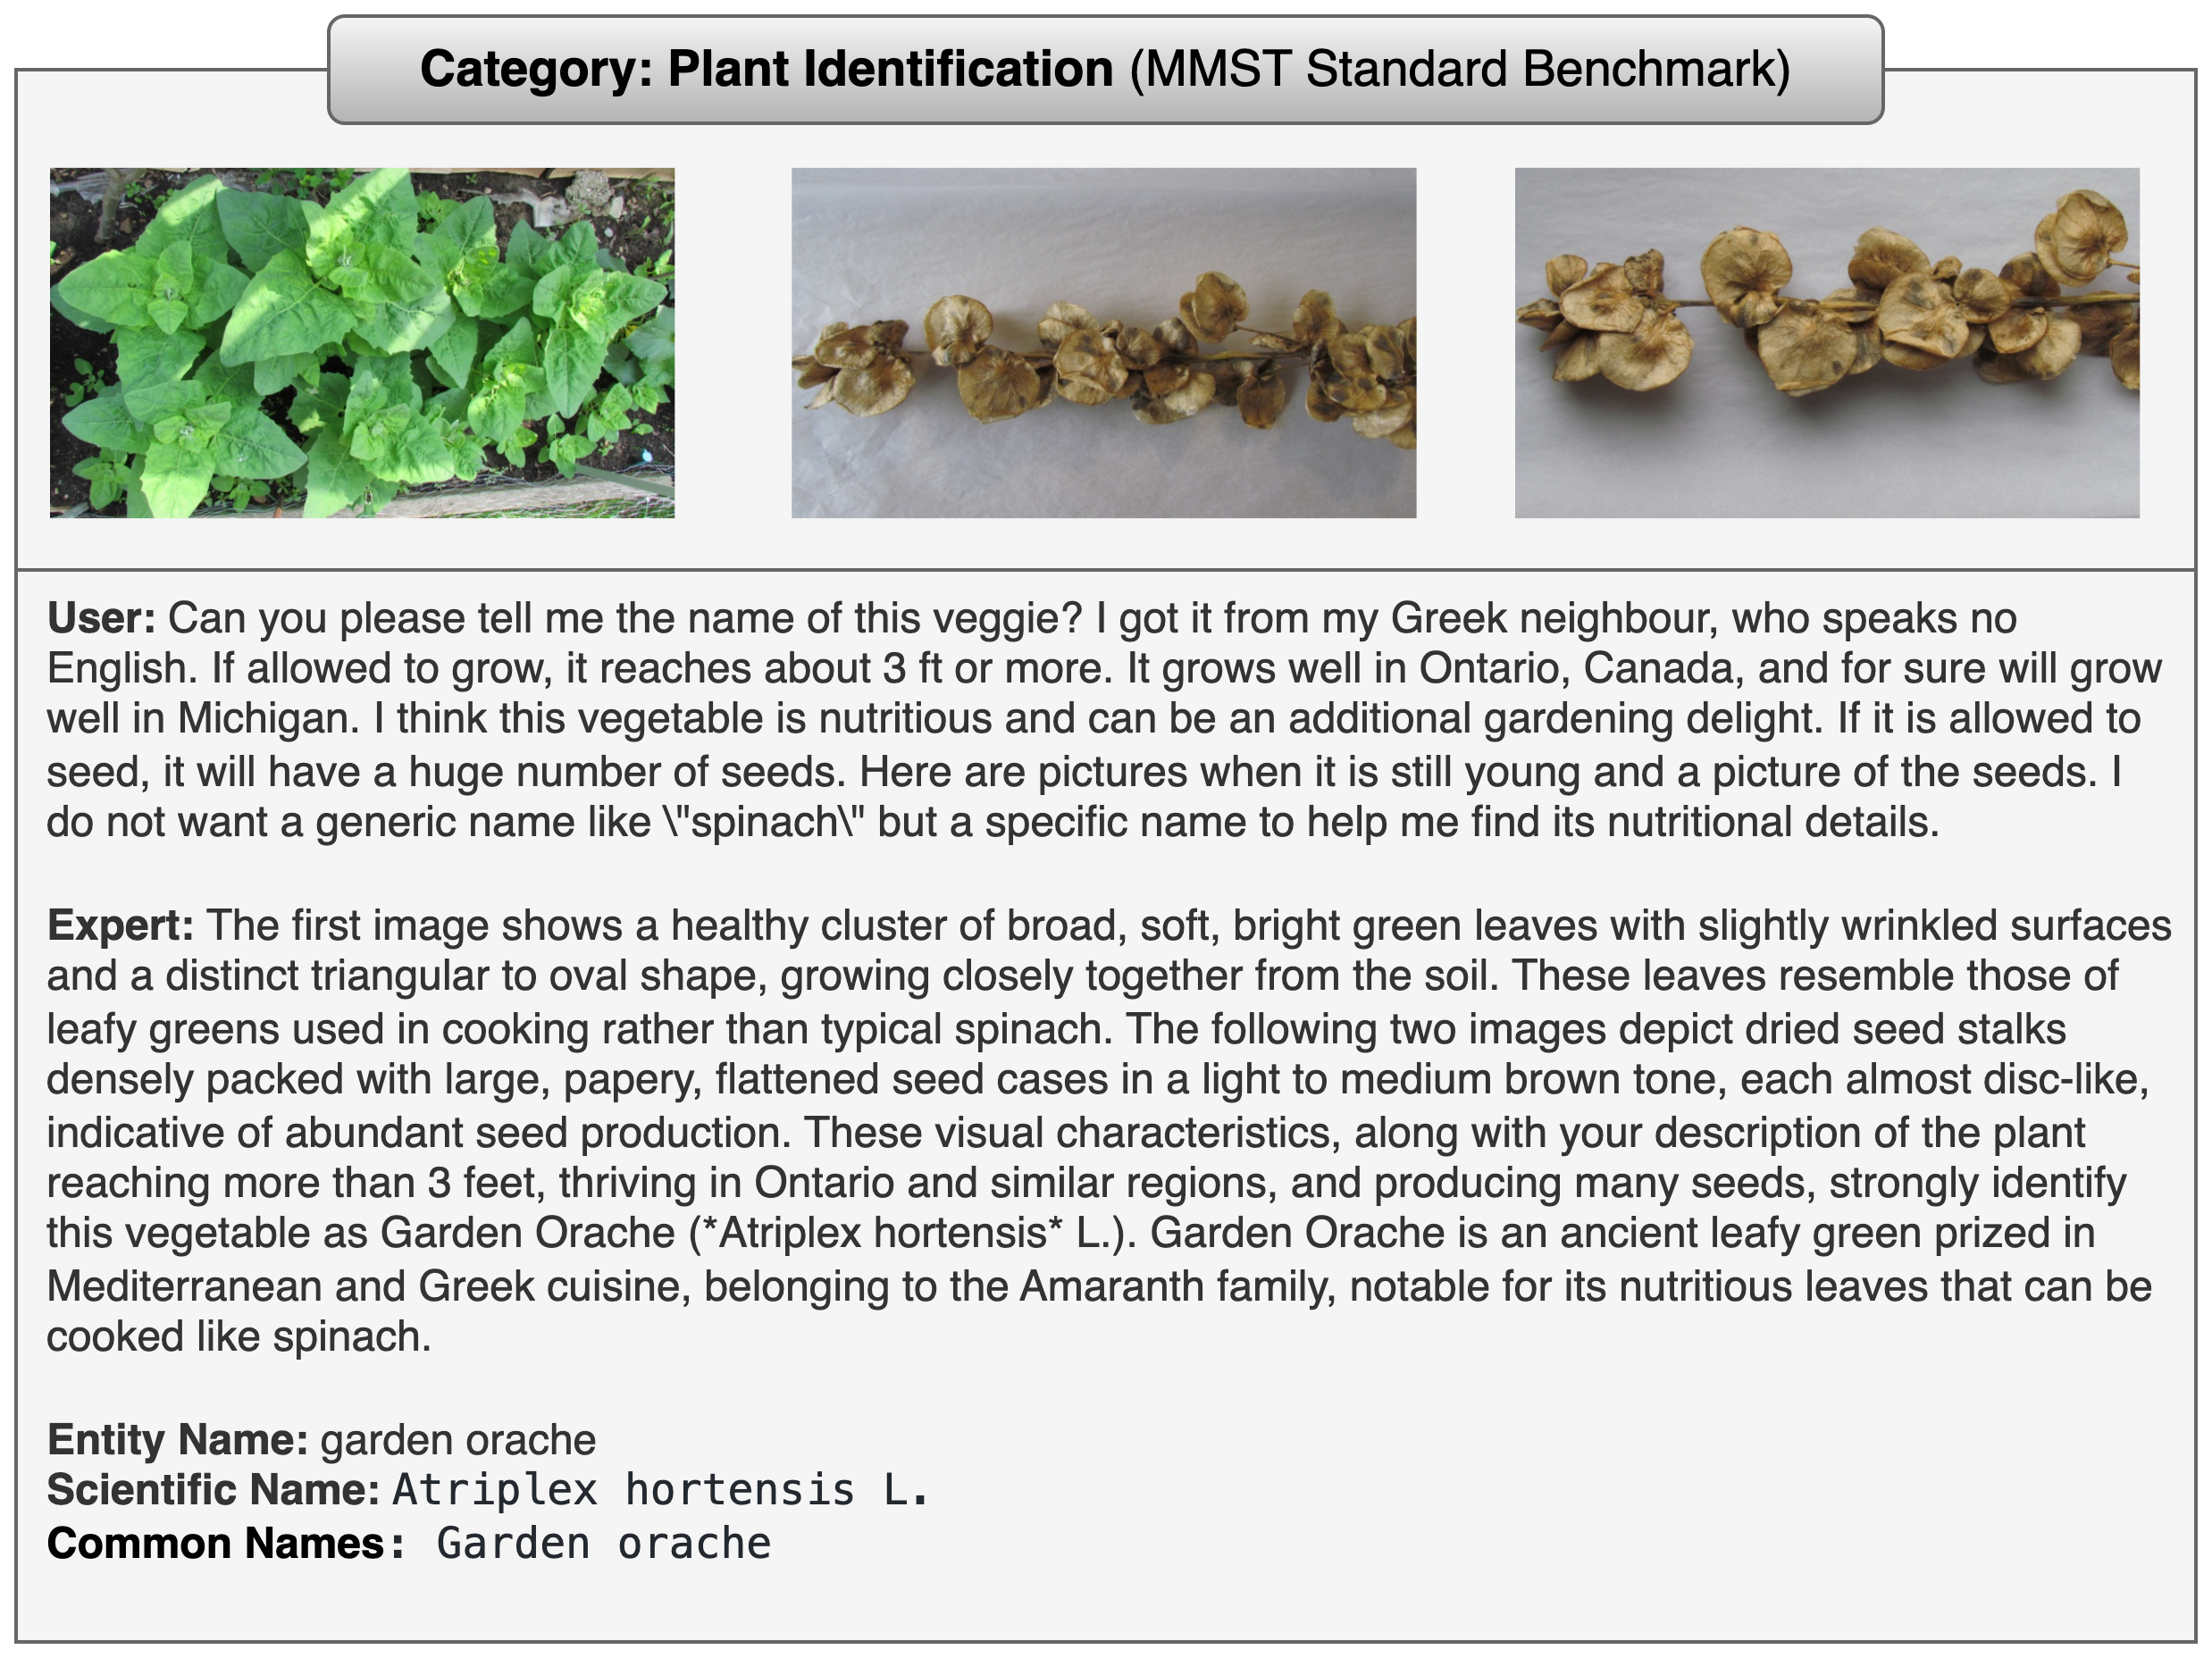 Category: Plant Identification (MMST Standard Benchmark)
User: Can you please tell me the name of this veggie? I got it from my Greek neighbour, who speaks no
English. If allowed to grow, it reaches about 3 ft or more. It grows well in Ontario, Canada, and for sure will grow
well in Michigan. I think this vegetable is nutritious and can be an additional gardening delight. If it is allowed to
seed, it will have a huge number of seeds. Here are pictures when it is still young and a picture of the seeds. I
do not want a generic name like \"spinach\" but a specific name to help me find its nutritional details.
Expert: The first image shows a healthy cluster of broad, soft, bright green leaves with slightly wrinkled surfaces
and a distinct triangular to oval shape, growing closely together from the soil. These leaves resemble those of
leafy greens used in cooking rather than typical spinach. The following two images depict dried seed stalks
densely packed with large, papery, flattened seed cases in a light to medium brown tone, each almost disc-like,
indicative of abundant seed production. These visual characteristics, along with your description of the plant
reaching more than 3 feet, thriving in Ontario and similar regions, and producing many seeds, strongly identify
this vegetable as Garden Orache (*Atriplex hortensis* L.). Garden Orache is an ancient leafy green prized in
Mediterranean and Greek cuisine, belonging to the Amaranth family, notable for its nutritious leaves that can be
cooked like spinach.
Entity Name: garden orache
Scientific Name: Atriplex hortensis L.
Common Names: Garden orache